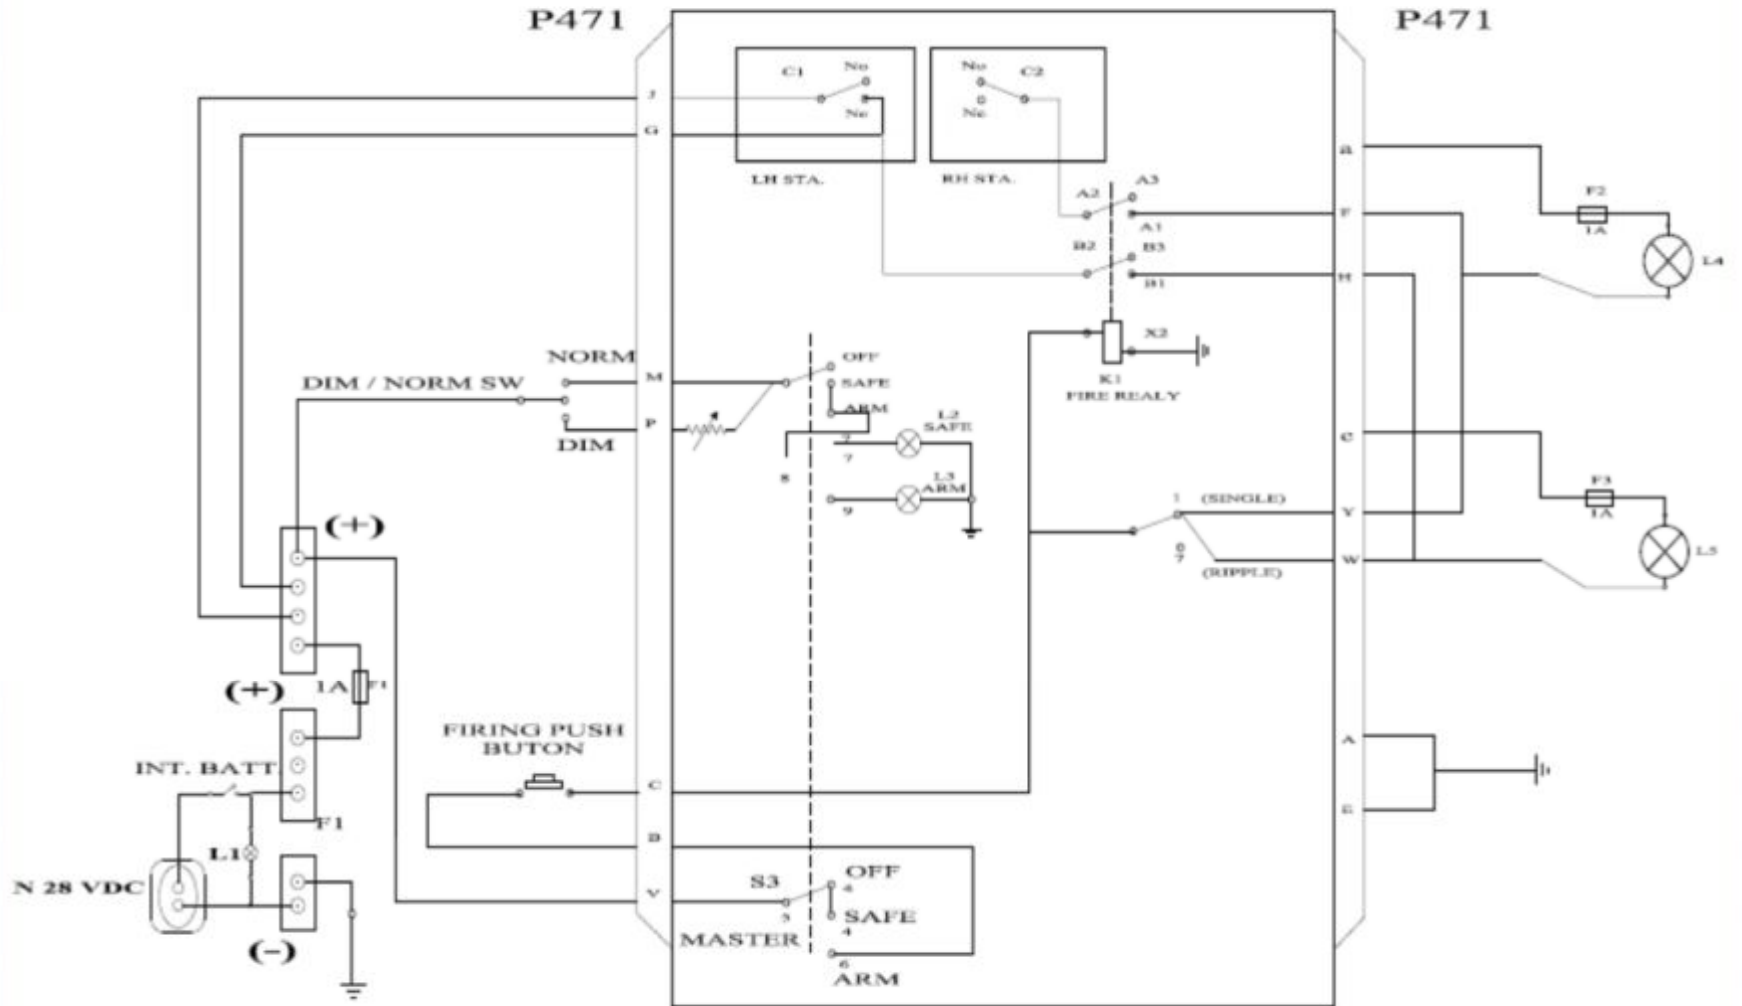 P471
P471
C1
No
Nc
No
C2
Nc
J
G
LH STA.
RH STA.
a
A2
A3
F2
1A
F
A1
B2
B3
L4
H
B1
X2
K1
FIRE REALY
NORM
M
OFF
DIM / NORM SW
SAFE
ARM
P
DIM
L2
SAFE
7
8
L3
ARM
9
C
F3
1A
1
(SINGLE)
Y
7
(RIPPLE)
W
L5
(+)
(+)
1A
F1
FIRING PUSH
BUTON
INT. BATT.
F1
C
A
B
E
L1
N 28 VDC
V
S3
OFF
4
5
SAFE
4
MASTER
6
ARM
(-)